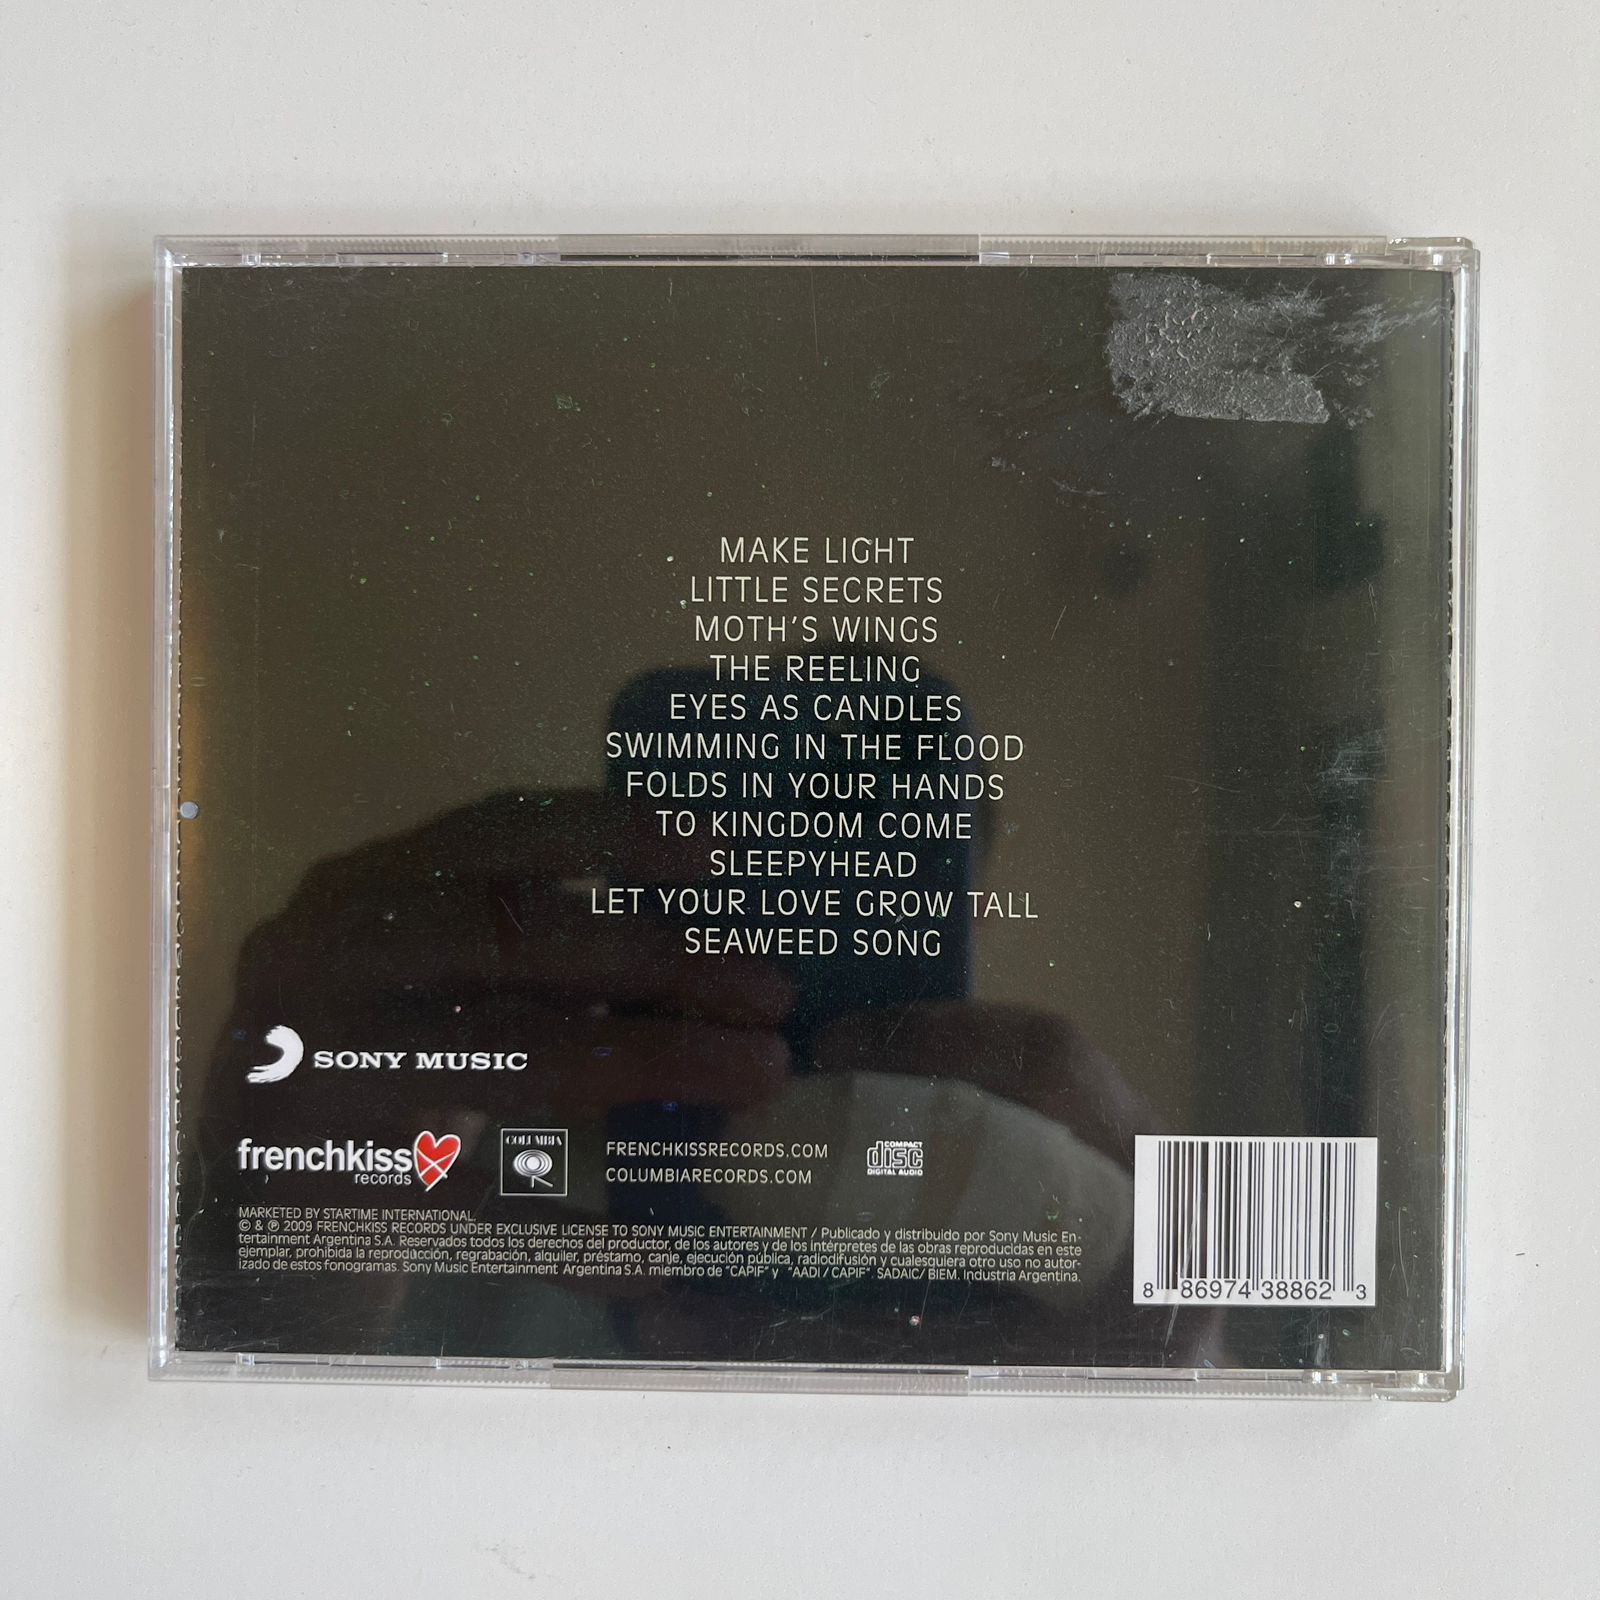 MAKE LIGHT
LITTLE SECRETS
MOTH'S WINGS
THE REELING
EYES AS CANDLES
SWIMMING IN THE FLOOD
FOLDS IN YOUR HANDS
TO KINGDOM COME
SLEEPYHEAD
LET YOUR LOVE GROW TALL
SEAWEED SONG
SONY MUSIC
frenchkiss
records
COLUMBIA
FRENCHKISSRECORDS.COM
COLUMBIARECORDS.COM
COMPACT
disc
DIGITAL AUDIO
MARKETED BY STARTIME INTERNATIONAL.
© & ℗ 2009 FRENCHKISS RECORDS UNDER EXCLUSIVE LICENSE TO SONY MUSIC ENTERTAINMENT / Publicado y distribuido por Sony Music En-
tertainment Argentina S.A. Reservados todos los derechos del productor, de los autores y de los intérpretes de las obras reproducidas en este
ejemplar, prohibida la reproducción, regrabación, alquiler, préstamo, canje, ejecución pública, radiodifusión y cualesquiera otro uso no autor-
izado de estos fonogramas. Sony Music Entertainment Argentina S.A. miembro de "CAPIF" y "AADI / CAPIF". SADAIC/ BIEM. Industria Argentina.
8 86974 38862 3